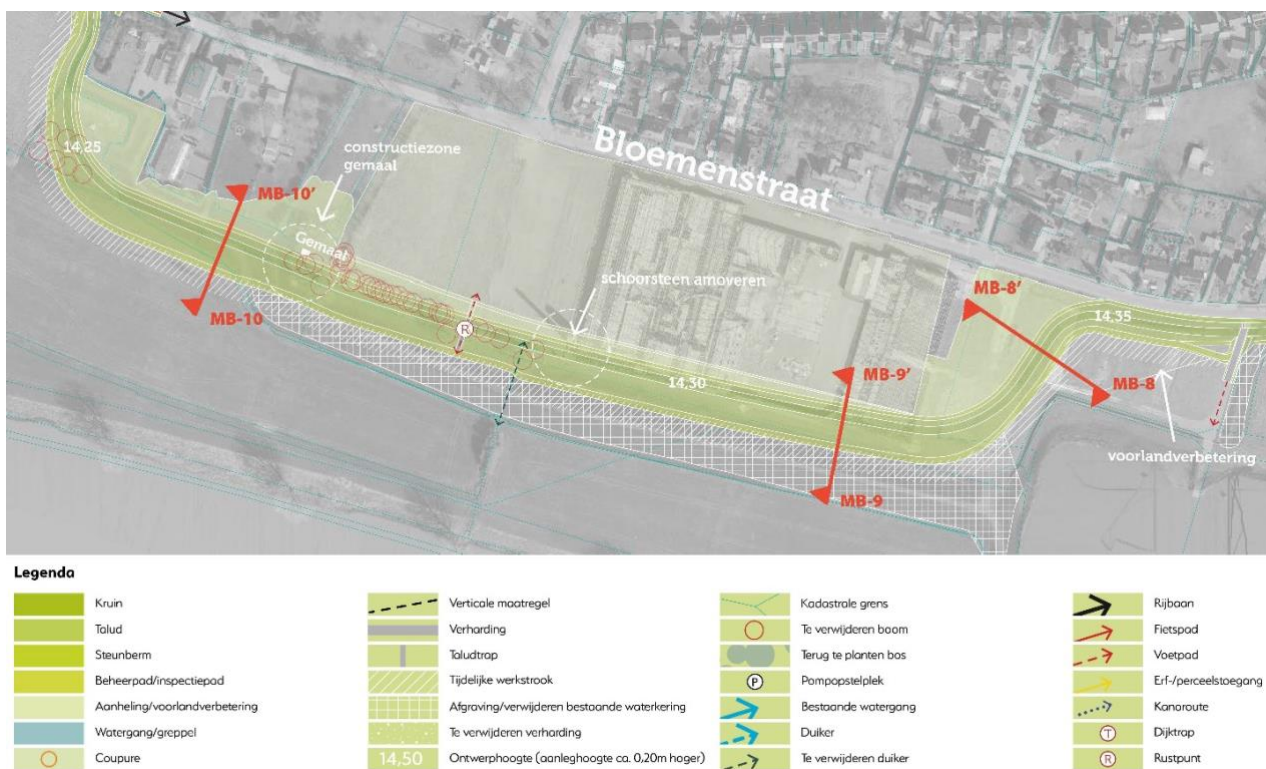 14,25
constructiezone
gemaal
Bloemenstraat
MB-10'
Gemaal
schoorsteen amoveren
MB-8'
14,35
MB-10
R
14,30
MB-9'
MB-8
voorlandverbetering
MB-9
Legenda
Kruin
Talud
Steunberm
Beheerpad/inspectiepad
Aanheling/voorlandverbetering
Watergang/greppel
Coupure
Verticale maatregel
Verharding
Taludtrap
Tijdelijke werkstrook
Afgraving/verwijderen bestaande waterkering
Te verwijderen verharding
14,50 Ontwerphoogte (aanleghoogte ca. 0,20m hoger)
Kadastrale grens
Te verwijderen boom
Terug te planten bos
P Pompopstelplek
Bestaande watergang
Duiker
Te verwijderen duiker
Rijbaan
Fietspad
Voetpad
Erf-/perceelstoegang
Kanoroute
T Dijktrap
R Rustpunt